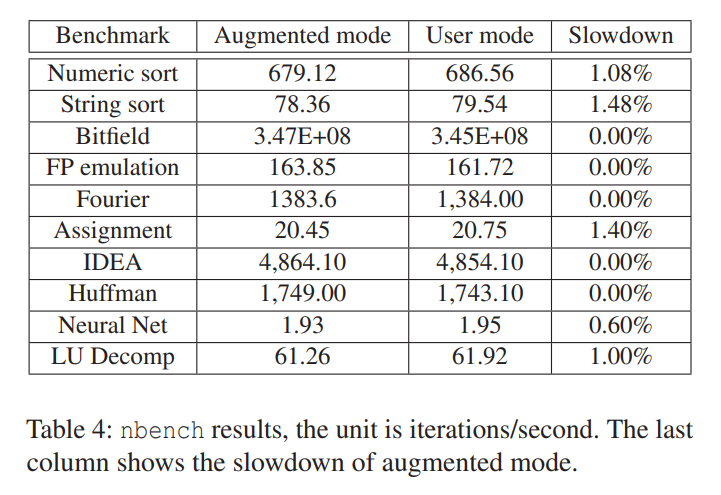 Benchmark Augmented mode User mode Slowdown
Numeric sort 679.12 686.56 1.08%
String sort 78.36 79.54 1.48%
Bitfield 3.47E+08 3.45E+08 0.00%
FP emulation 163.85 161.72 0.00%
Fourier 1383.6 1,384.00 0.00%
Assignment 20.45 20.75 1.40%
IDEA 4,864.10 4,854.10 0.00%
Huffman 1,749.00 1,743.10 0.00%
Neural Net 1.93 1.95 0.60%
LU Decomp 61.26 61.92 1.00%
Table 4: nbench results, the unit is iterations/second. The last
column shows the slowdown of augmented mode.